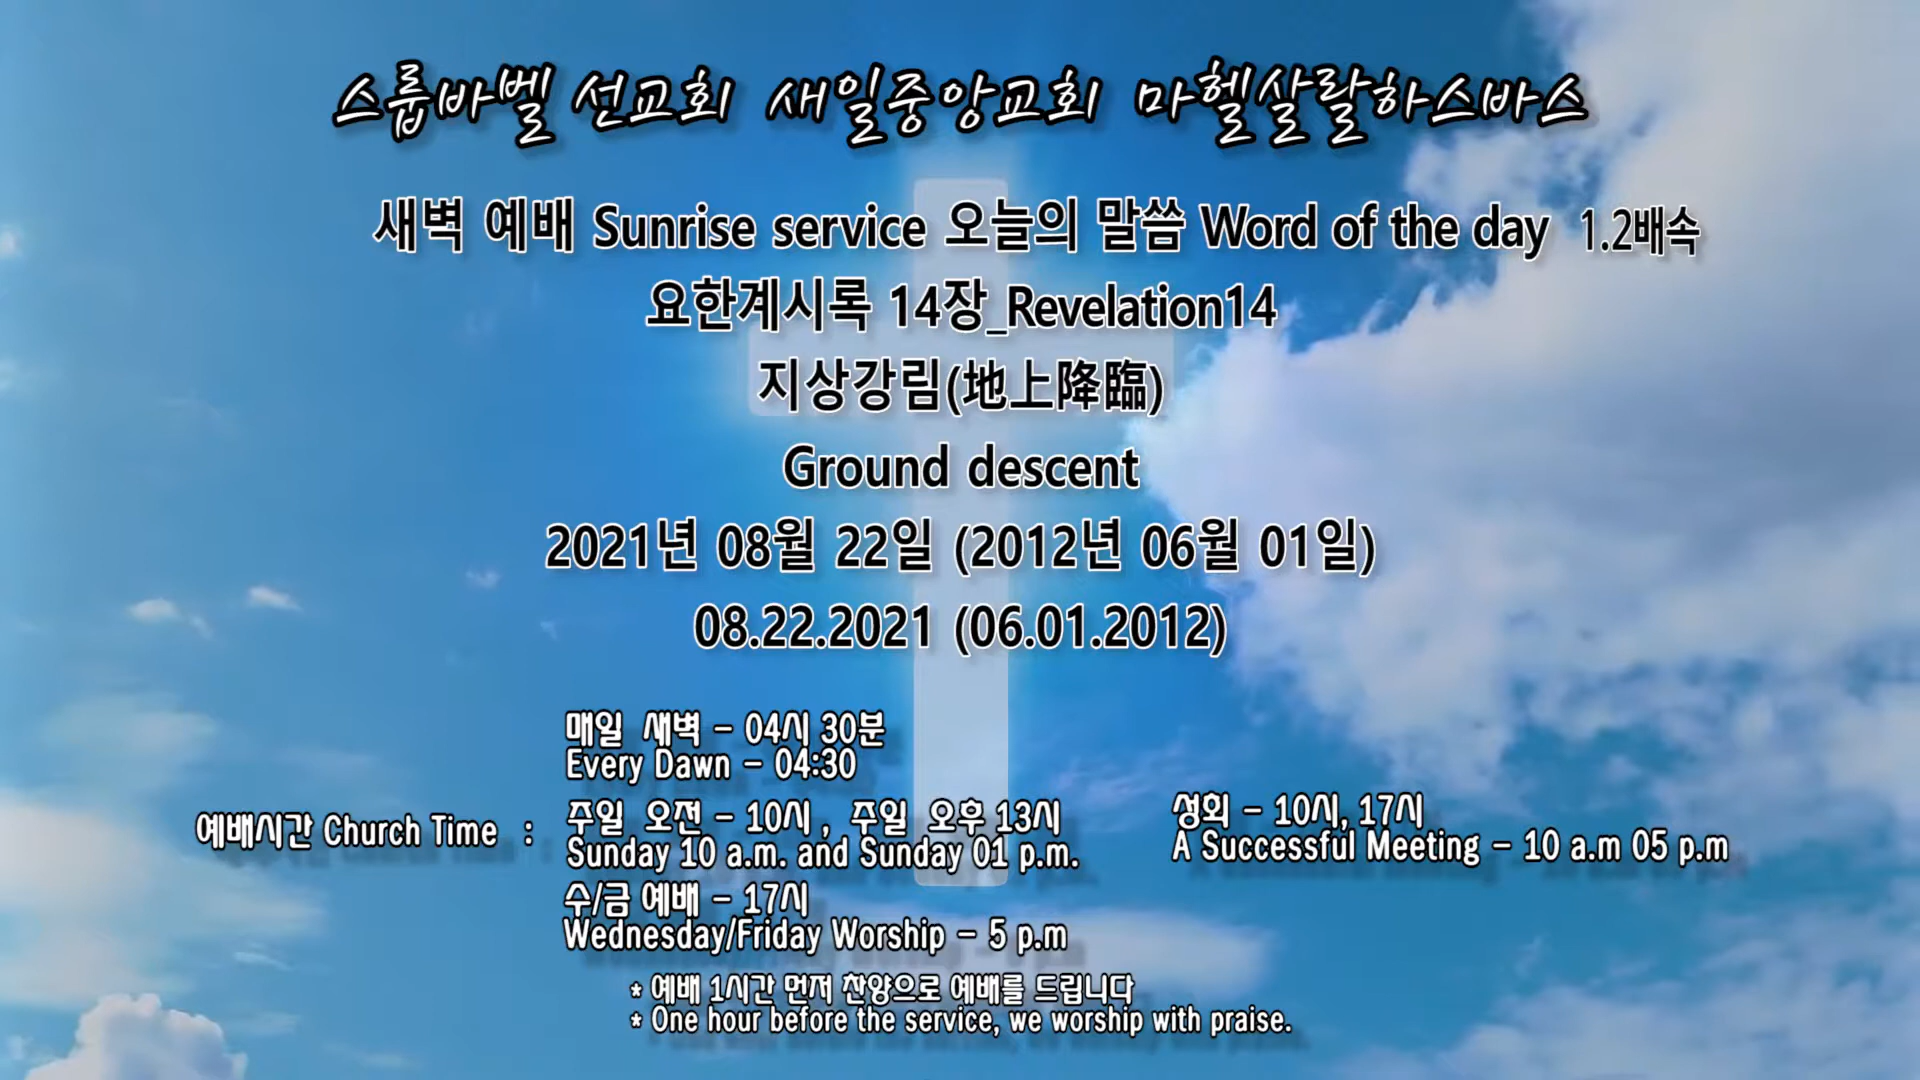 스룹바벨 선교회 새일중앙교회 마헬살랄하스바스
새벽 예배 Sunrise service 오늘의 말씀 Word of the day 1.2배속
요한계시록 14장_Revelation14
지상강림(地上降臨)
Ground descent
2021년 08월 22일 (2012년 06월 01일)
08.22.2021 (06.01.2012)
매일 새벽 - 04시 30분
Every Dawn - 04:30
예배시간 Church Time :
주일 오전 - 10시, 주일 오후 13시
Sunday 10 a.m. and Sunday 01 p.m.
수/금 예배 - 17시
Wednesday/Friday Worship - 5 p.m
성회 - 10시, 17시
A Successful Meeting - 10 a.m 05 p.m
* 예배 1시간 먼저 찬양으로 예배를 드립니다
* One hour before the service, we worship with praise.